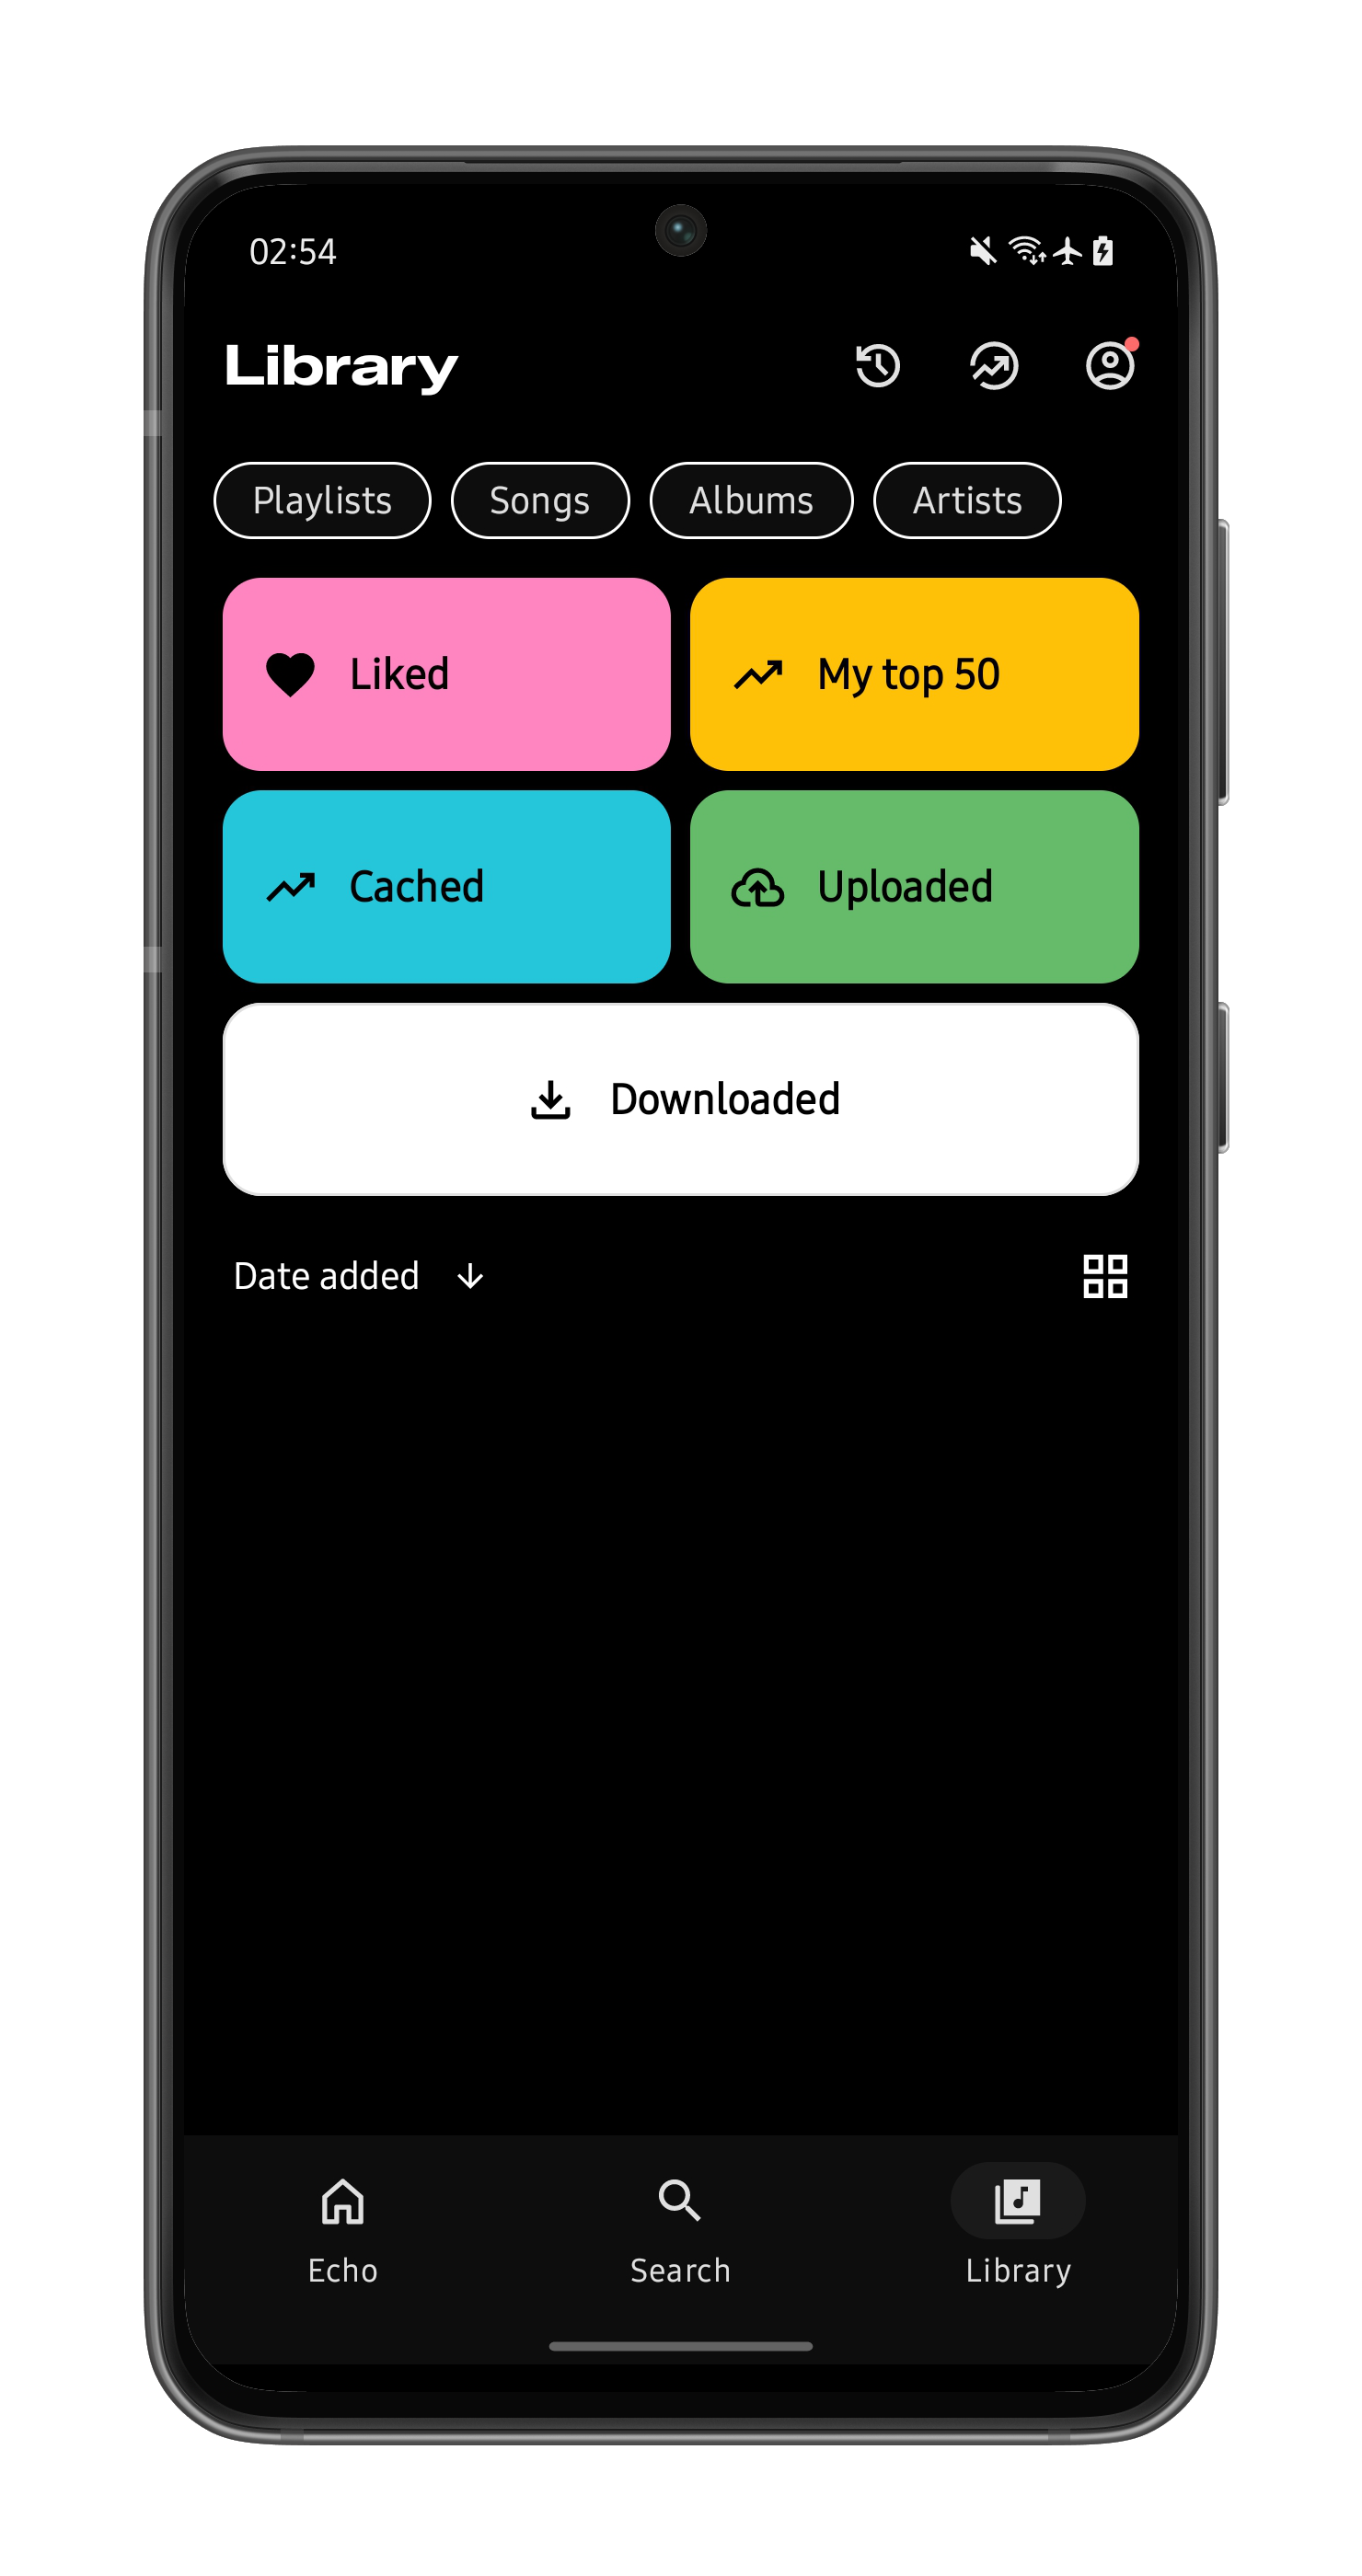 02:54
Library
Playlists Songs Albums Artists
Liked My top 50
Cached Uploaded
Downloaded
Date added
Echo Search Library